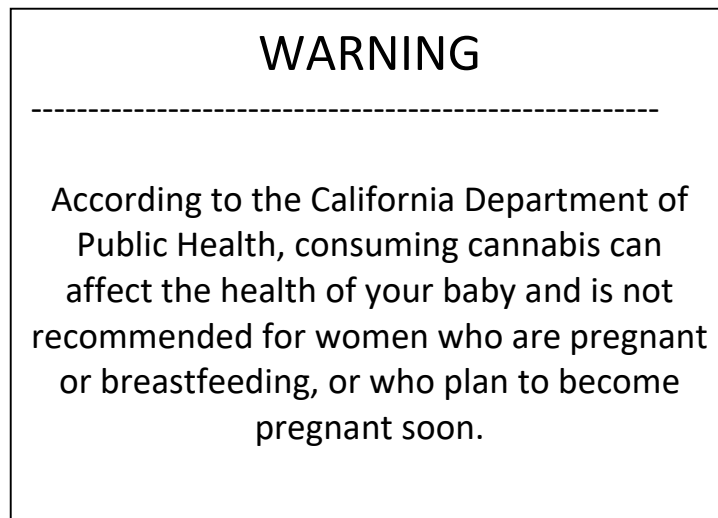 WARNING
-------------------------------------------------------
According to the California Department of
Public Health, consuming cannabis can
affect the health of your baby and is not
recommended for women who are pregnant
or breastfeeding, or who plan to become
pregnant soon.